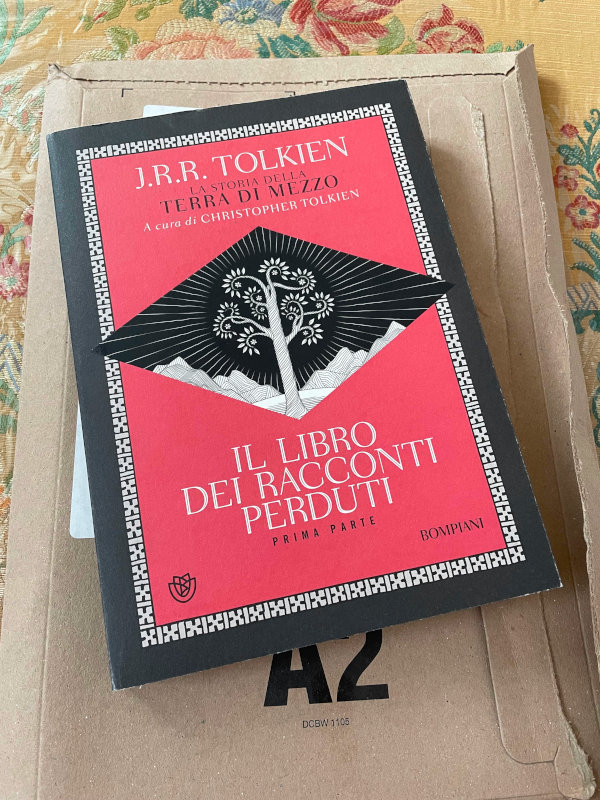 J.R.R. TOLKIEN
LA STORIA DELLA
TERRA DI MEZZO
A cura di CHRISTOPHER TOLKIEN
IL LIBRO
DEI RACCONTI
PERDUTI
PRIMA PARTE
BOMPIANI
A2
DCBW 1105